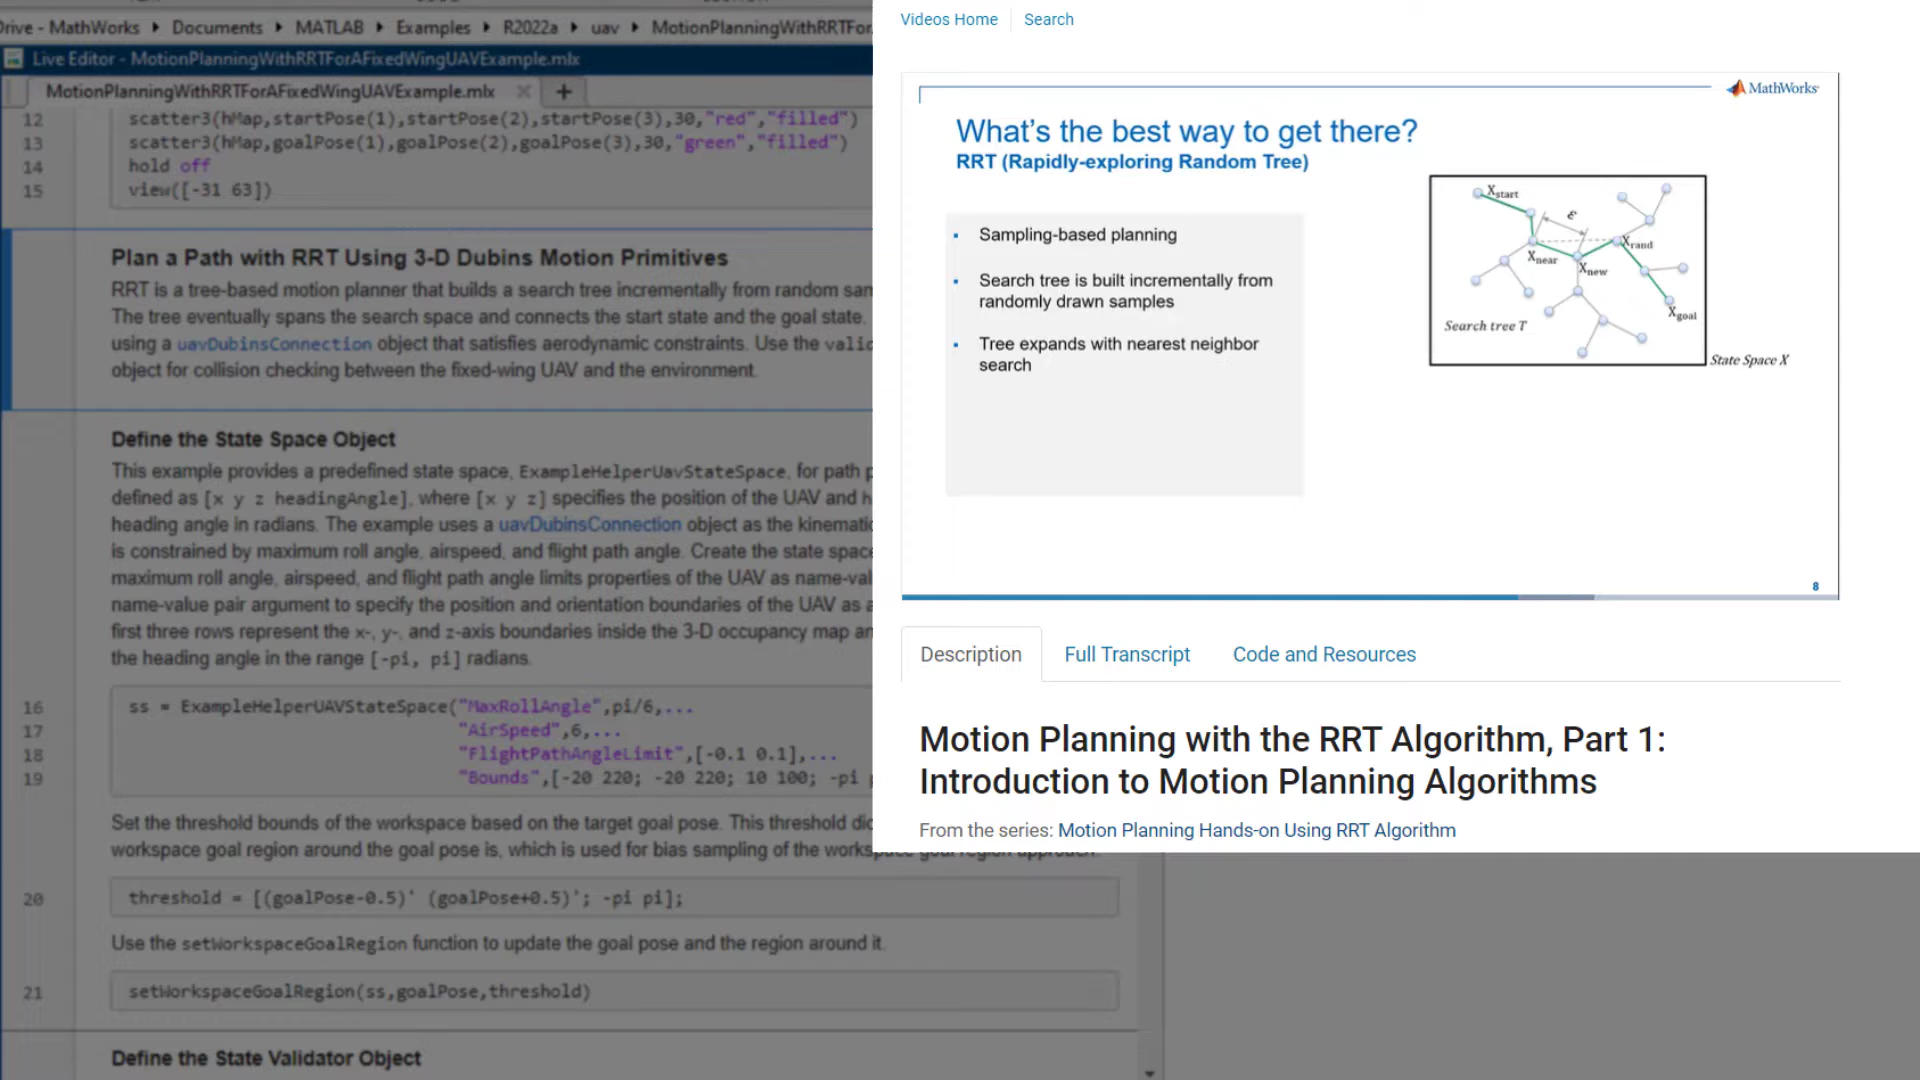 Drive - MathWorks ▸ Documents ▸ MATLAB ▸ Examples ▸ R2022a ▸ uav ▸ MotionPlanningWithRRTFor
Live Editor - MotionPlanningWithRRTForAFixedWingUAVExample.mlx
MotionPlanningWithRRTForAFixedWingUAVExample.mlx × +
12 scatter3(hMap,startPose(1),startPose(2),startPose(3),30,"red","filled")
13 scatter3(hMap,goalPose(1),goalPose(2),goalPose(3),30,"green","filled")
14 hold off
15 view([-31 63])
Plan a Path with RRT Using 3-D Dubins Motion Primitives
RRT is a tree-based motion planner that builds a search tree incrementally from random sam
The tree eventually spans the search space and connects the start state and the goal state.
using a uavDubinsConnection object that satisfies aerodynamic constraints. Use the valid
object for collision checking between the fixed-wing UAV and the environment.
Define the State Space Object
This example provides a predefined state space, ExampleHelperUavStateSpace, for path p
defined as [x y z headingAngle], where [x y z] specifies the position of the UAV and h
heading angle in radians. The example uses a uavDubinsConnection object as the kinematic
is constrained by maximum roll angle, airspeed, and flight path angle. Create the state space
maximum roll angle, airspeed, and flight path angle limits properties of the UAV as name-val
name-value pair argument to specify the position and orientation boundaries of the UAV as a
first three rows represent the x-, y-, and z-axis boundaries inside the 3-D occupancy map an
the heading angle in the range [-pi, pi] radians.
16 ss = ExampleHelperUAVStateSpace("MaxRollAngle",pi/6,...
17 "AirSpeed",6,...
18 "FlightPathAngleLimit",[-0.1 0.1],...
19 "Bounds",[-20 220; -20 220; 10 100; -pi p
Set the threshold bounds of the workspace based on the target goal pose. This threshold dic
workspace goal region around the goal pose is, which is used for bias sampling of the workspace goal region approach.
20 threshold = [(goalPose-0.5)' (goalPose+0.5)'; -pi pi];
Use the setWorkspaceGoalRegion function to update the goal pose and the region around it.
21 setWorkspaceGoalRegion(ss,goalPose,threshold)
Define the State Validator Object
Videos Home Search
MathWorks
What's the best way to get there?
RRT (Rapidly-exploring Random Tree)
▪ Sampling-based planning
▪ Search tree is built incrementally from
randomly drawn samples
▪ Tree expands with nearest neighbor
search
Xstart
ε
Xrand
Xnear
Xnew
Xgoal
Search tree T
State Space X
8
Description Full Transcript Code and Resources
Motion Planning with the RRT Algorithm, Part 1:
Introduction to Motion Planning Algorithms
From the series: Motion Planning Hands-on Using RRT Algorithm